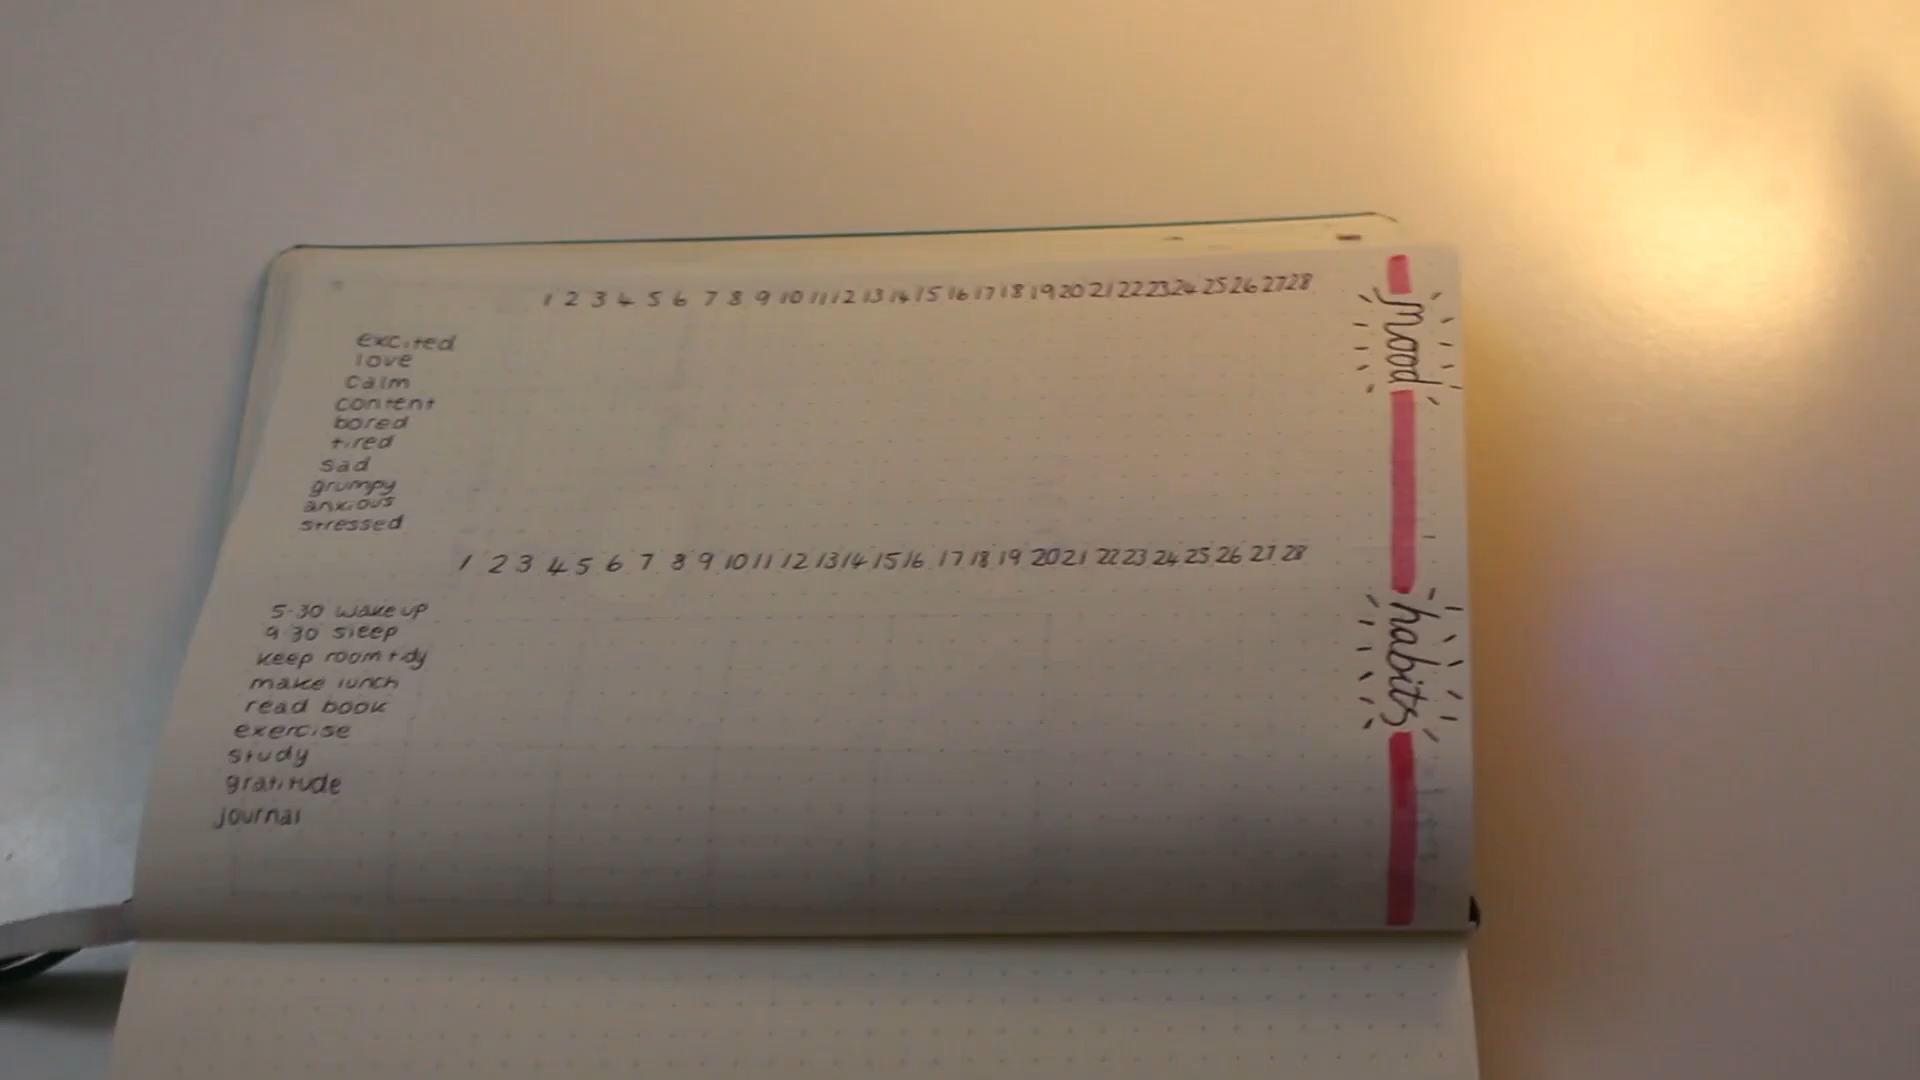 mood
1 2 3 4 5 6 7 8 9 10 11 12 13 14 15 16 17 18 19 20 21 22 23 24 25 26 27 28
excited
love
calm
content
bored
tired
sad
grumpy
anxious
stressed
habits
1 2 3 4 5 6 7 8 9 10 11 12 13 14 15 16 17 18 19 20 21 22 23 24 25 26 27 28
5.30 wake up
9.30 sleep
keep room tidy
make lunch
read book
exercise
study
gratitude
journal